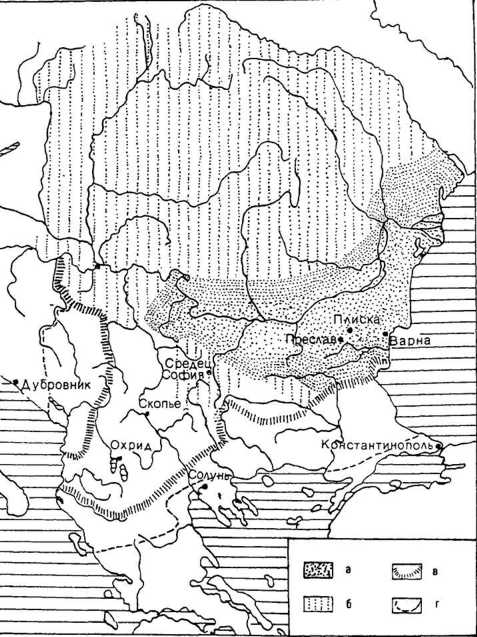 Плиска
Преслав
Варна
Средец
София
Дубровник
Скопье
Охрид
Константинополь
Солунь
а
в
б
г